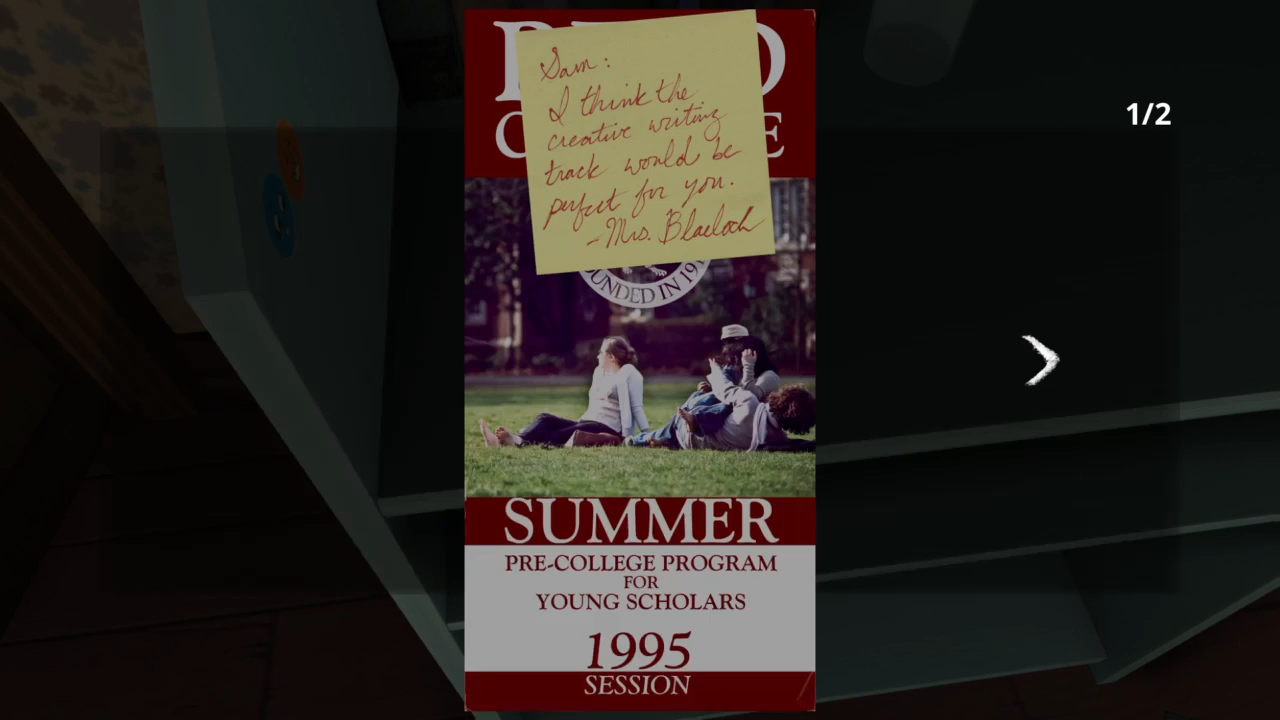 1/2
Sam:
I think the
creative writing
track would be
perfect for you.
-Mrs. Blaeloch
SUMMER
PRE-COLLEGE PROGRAM
FOR
YOUNG SCHOLARS
1995
SESSION